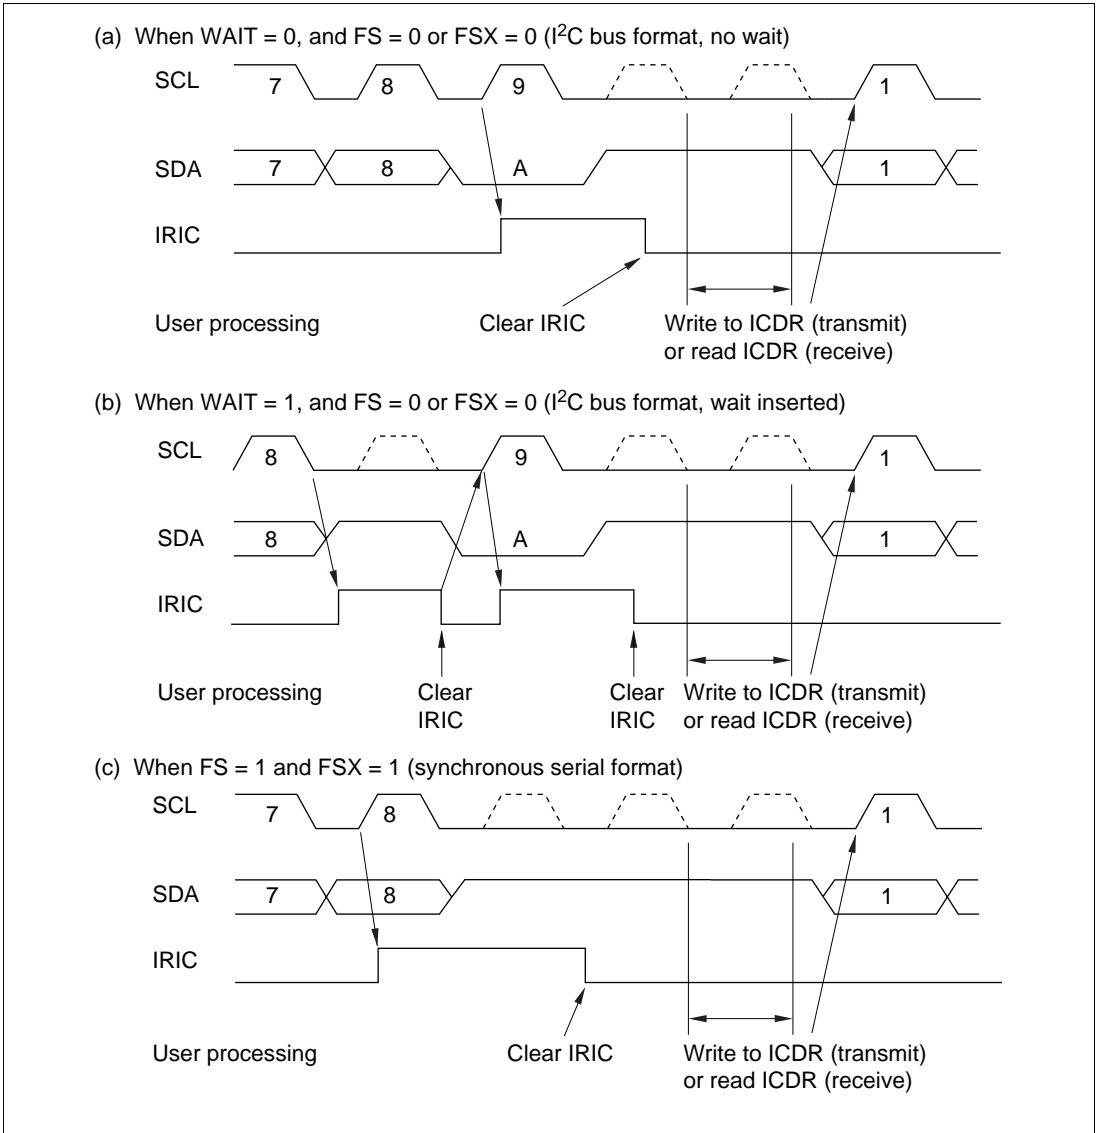 (a) When WAIT = 0, and FS = 0 or FSX = 0 (I²C bus format, no wait)
SCL 7 8 9 1
SDA 7 8 A 1
IRIC
User processing Clear IRIC Write to ICDR (transmit)
or read ICDR (receive)
(b) When WAIT = 1, and FS = 0 or FSX = 0 (I²C bus format, wait inserted)
SCL 8 9 1
SDA 8 A 1
IRIC
User processing Clear Clear Write to ICDR (transmit)
IRIC IRIC or read ICDR (receive)
(c) When FS = 1 and FSX = 1 (synchronous serial format)
SCL 7 8 1
SDA 7 8 1
IRIC
User processing Clear IRIC Write to ICDR (transmit)
or read ICDR (receive)